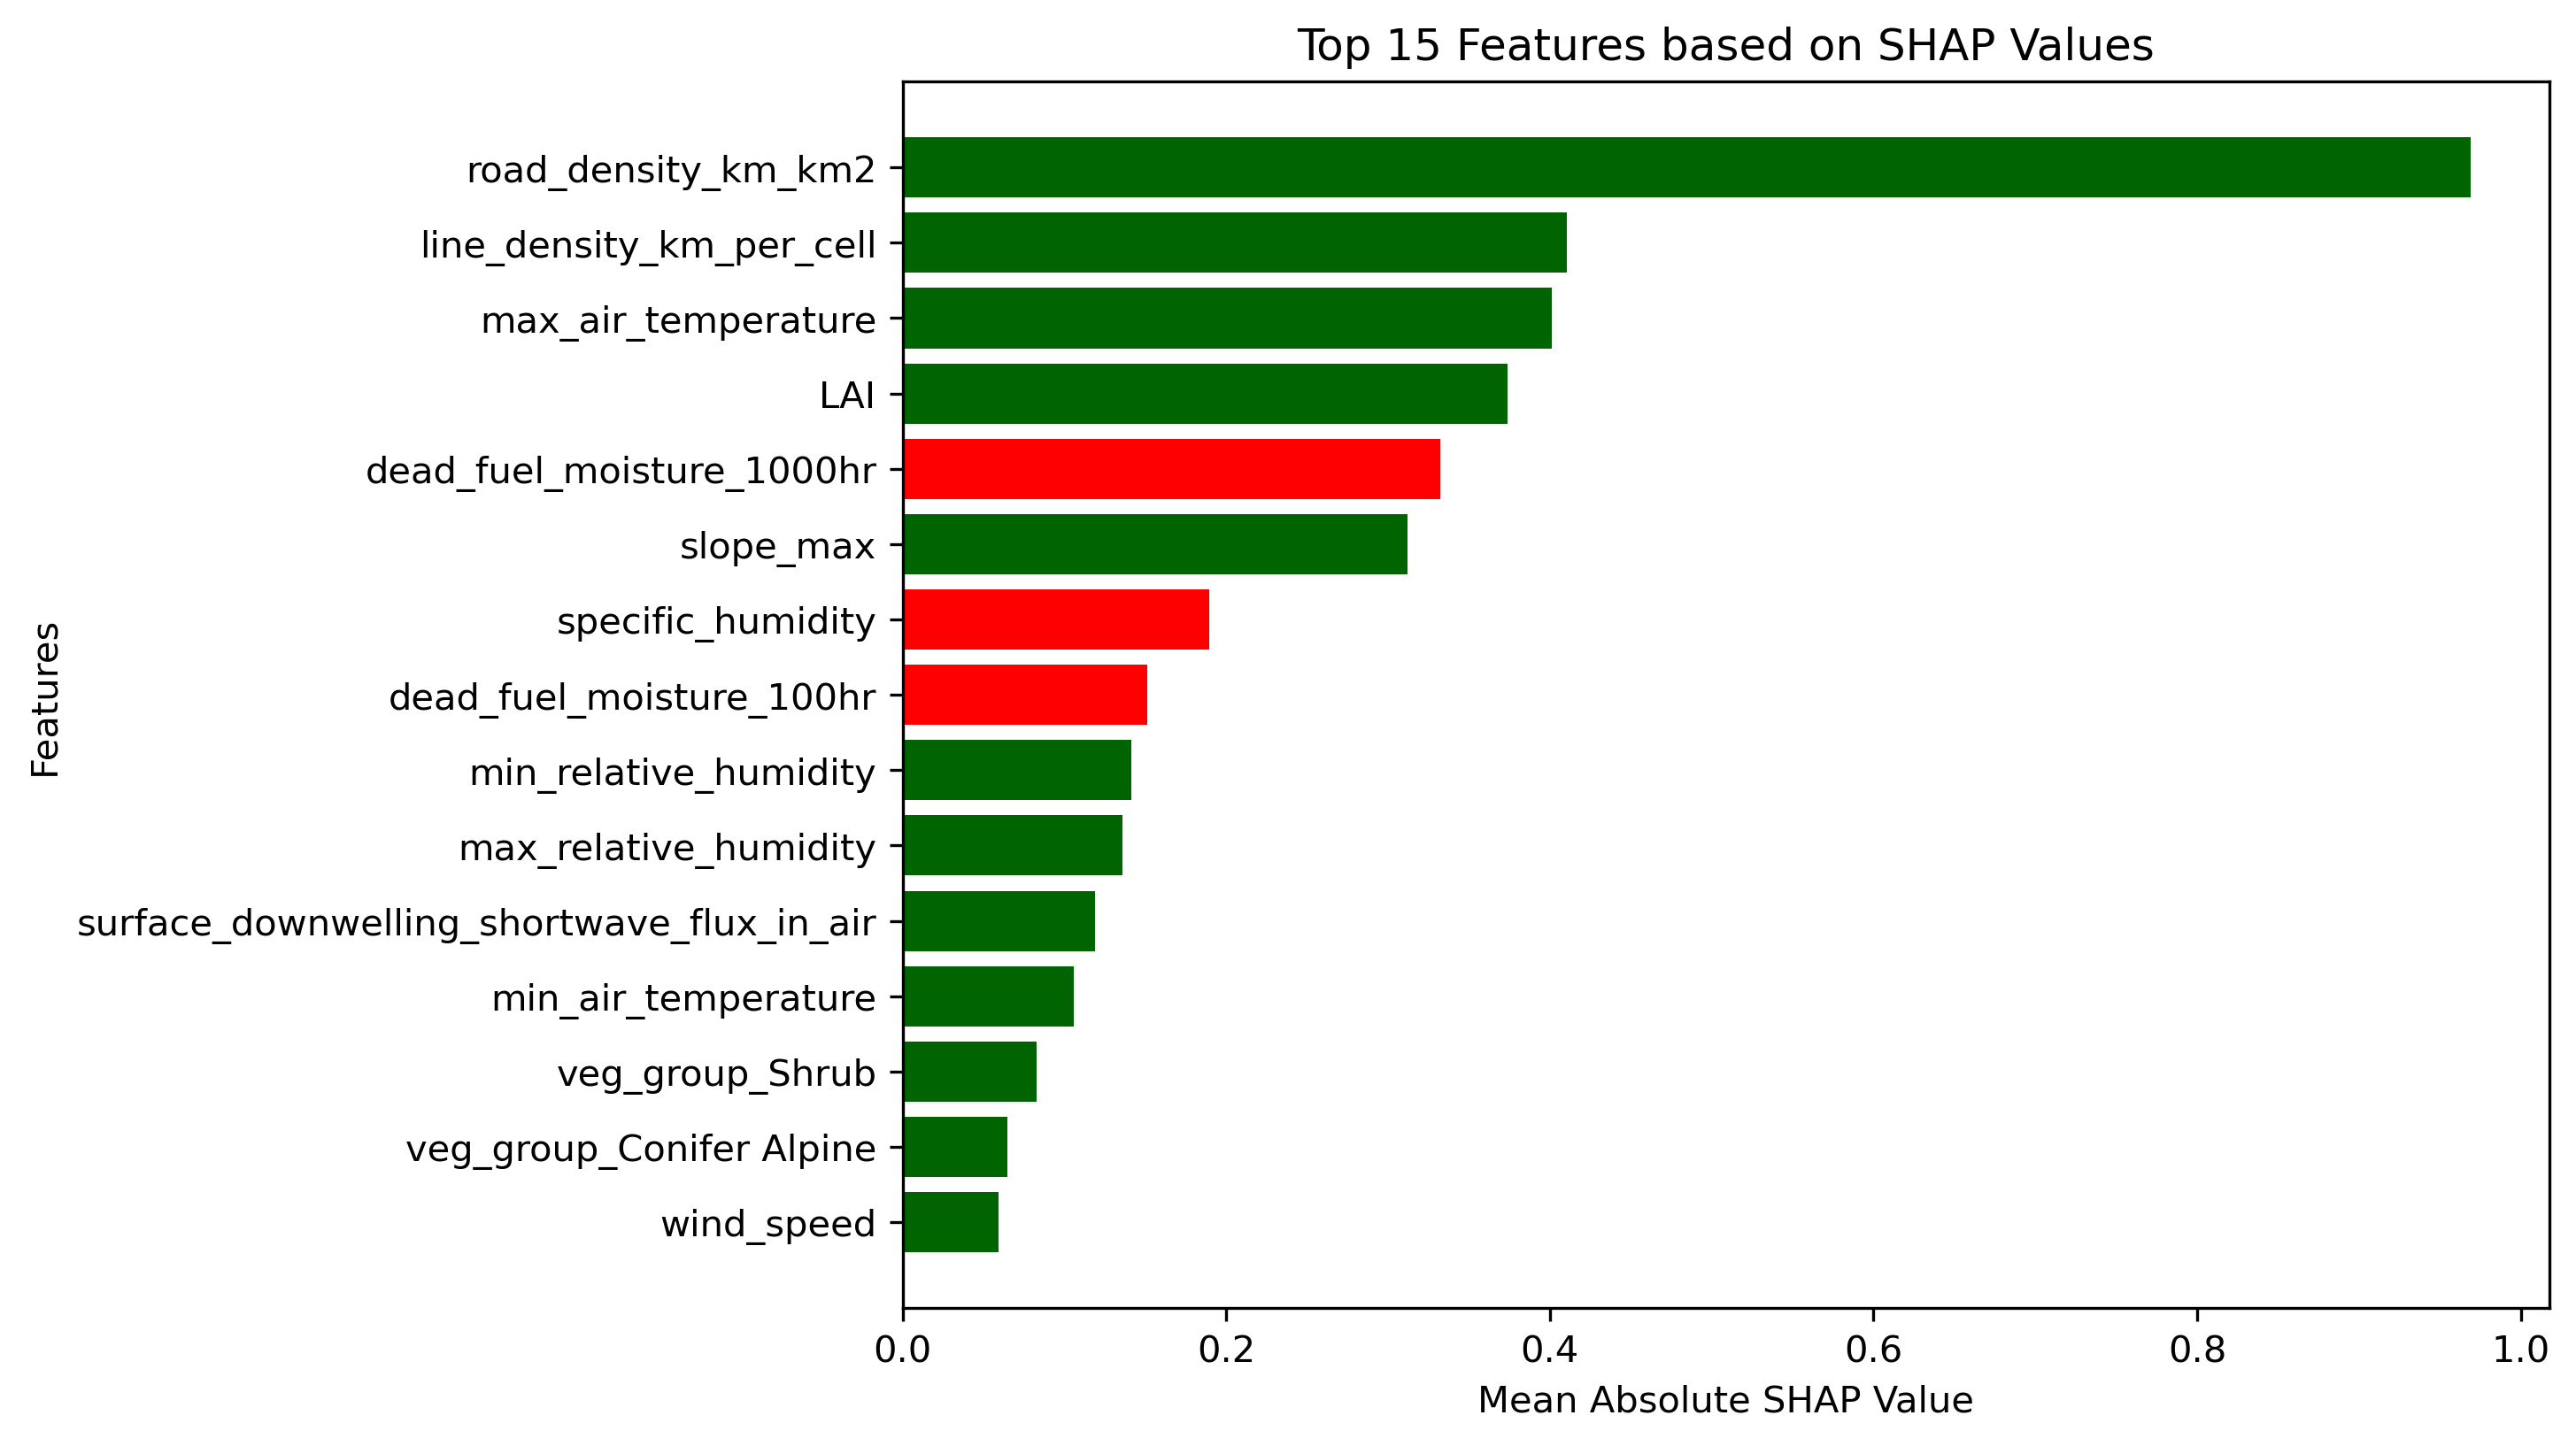 Top 15 Features based on SHAP Values
Features
road_density_km_km2
line_density_km_per_cell
max_air_temperature
LAI
dead_fuel_moisture_1000hr
slope_max
specific_humidity
dead_fuel_moisture_100hr
min_relative_humidity
max_relative_humidity
surface_downwelling_shortwave_flux_in_air
min_air_temperature
veg_group_Shrub
veg_group_Conifer Alpine
wind_speed
0.0 0.2 0.4 0.6 0.8 1.0
Mean Absolute SHAP Value